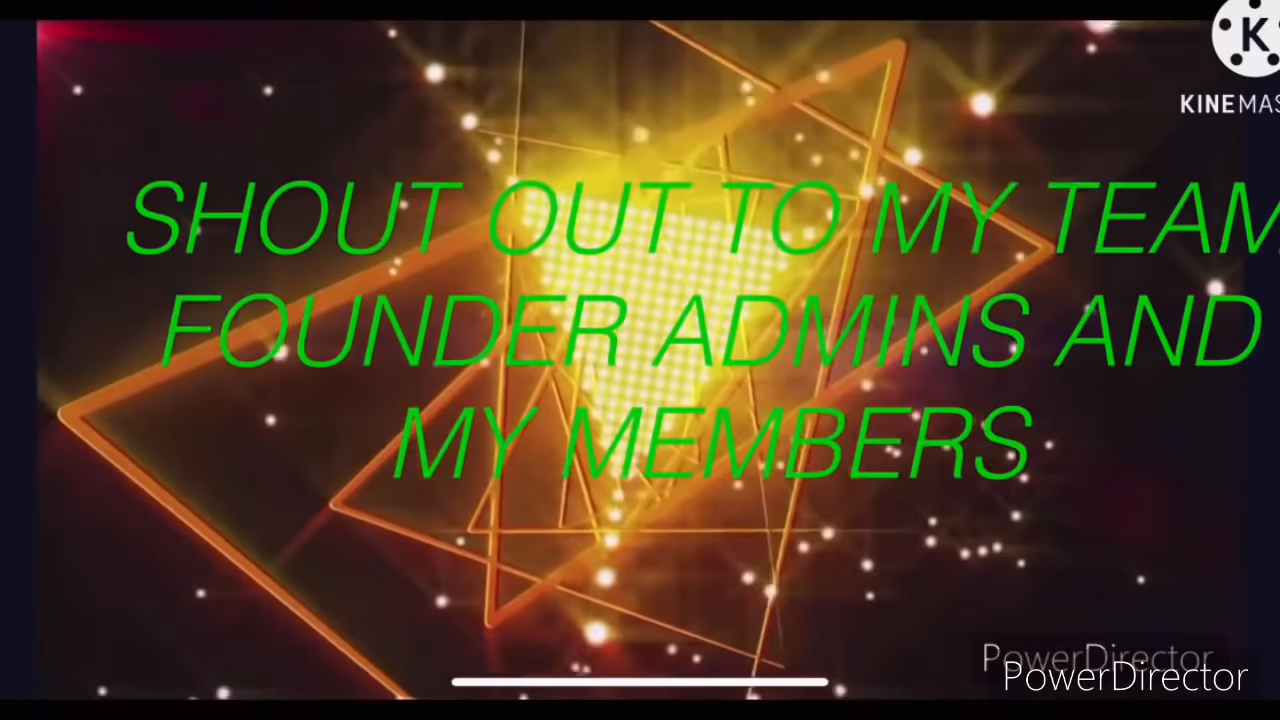 K
KINEMAS
SHOUT OUT TO MY TEAM
FOUNDER ADMINS AND
MY MEMBERS
PowerDirector
PowerDirector